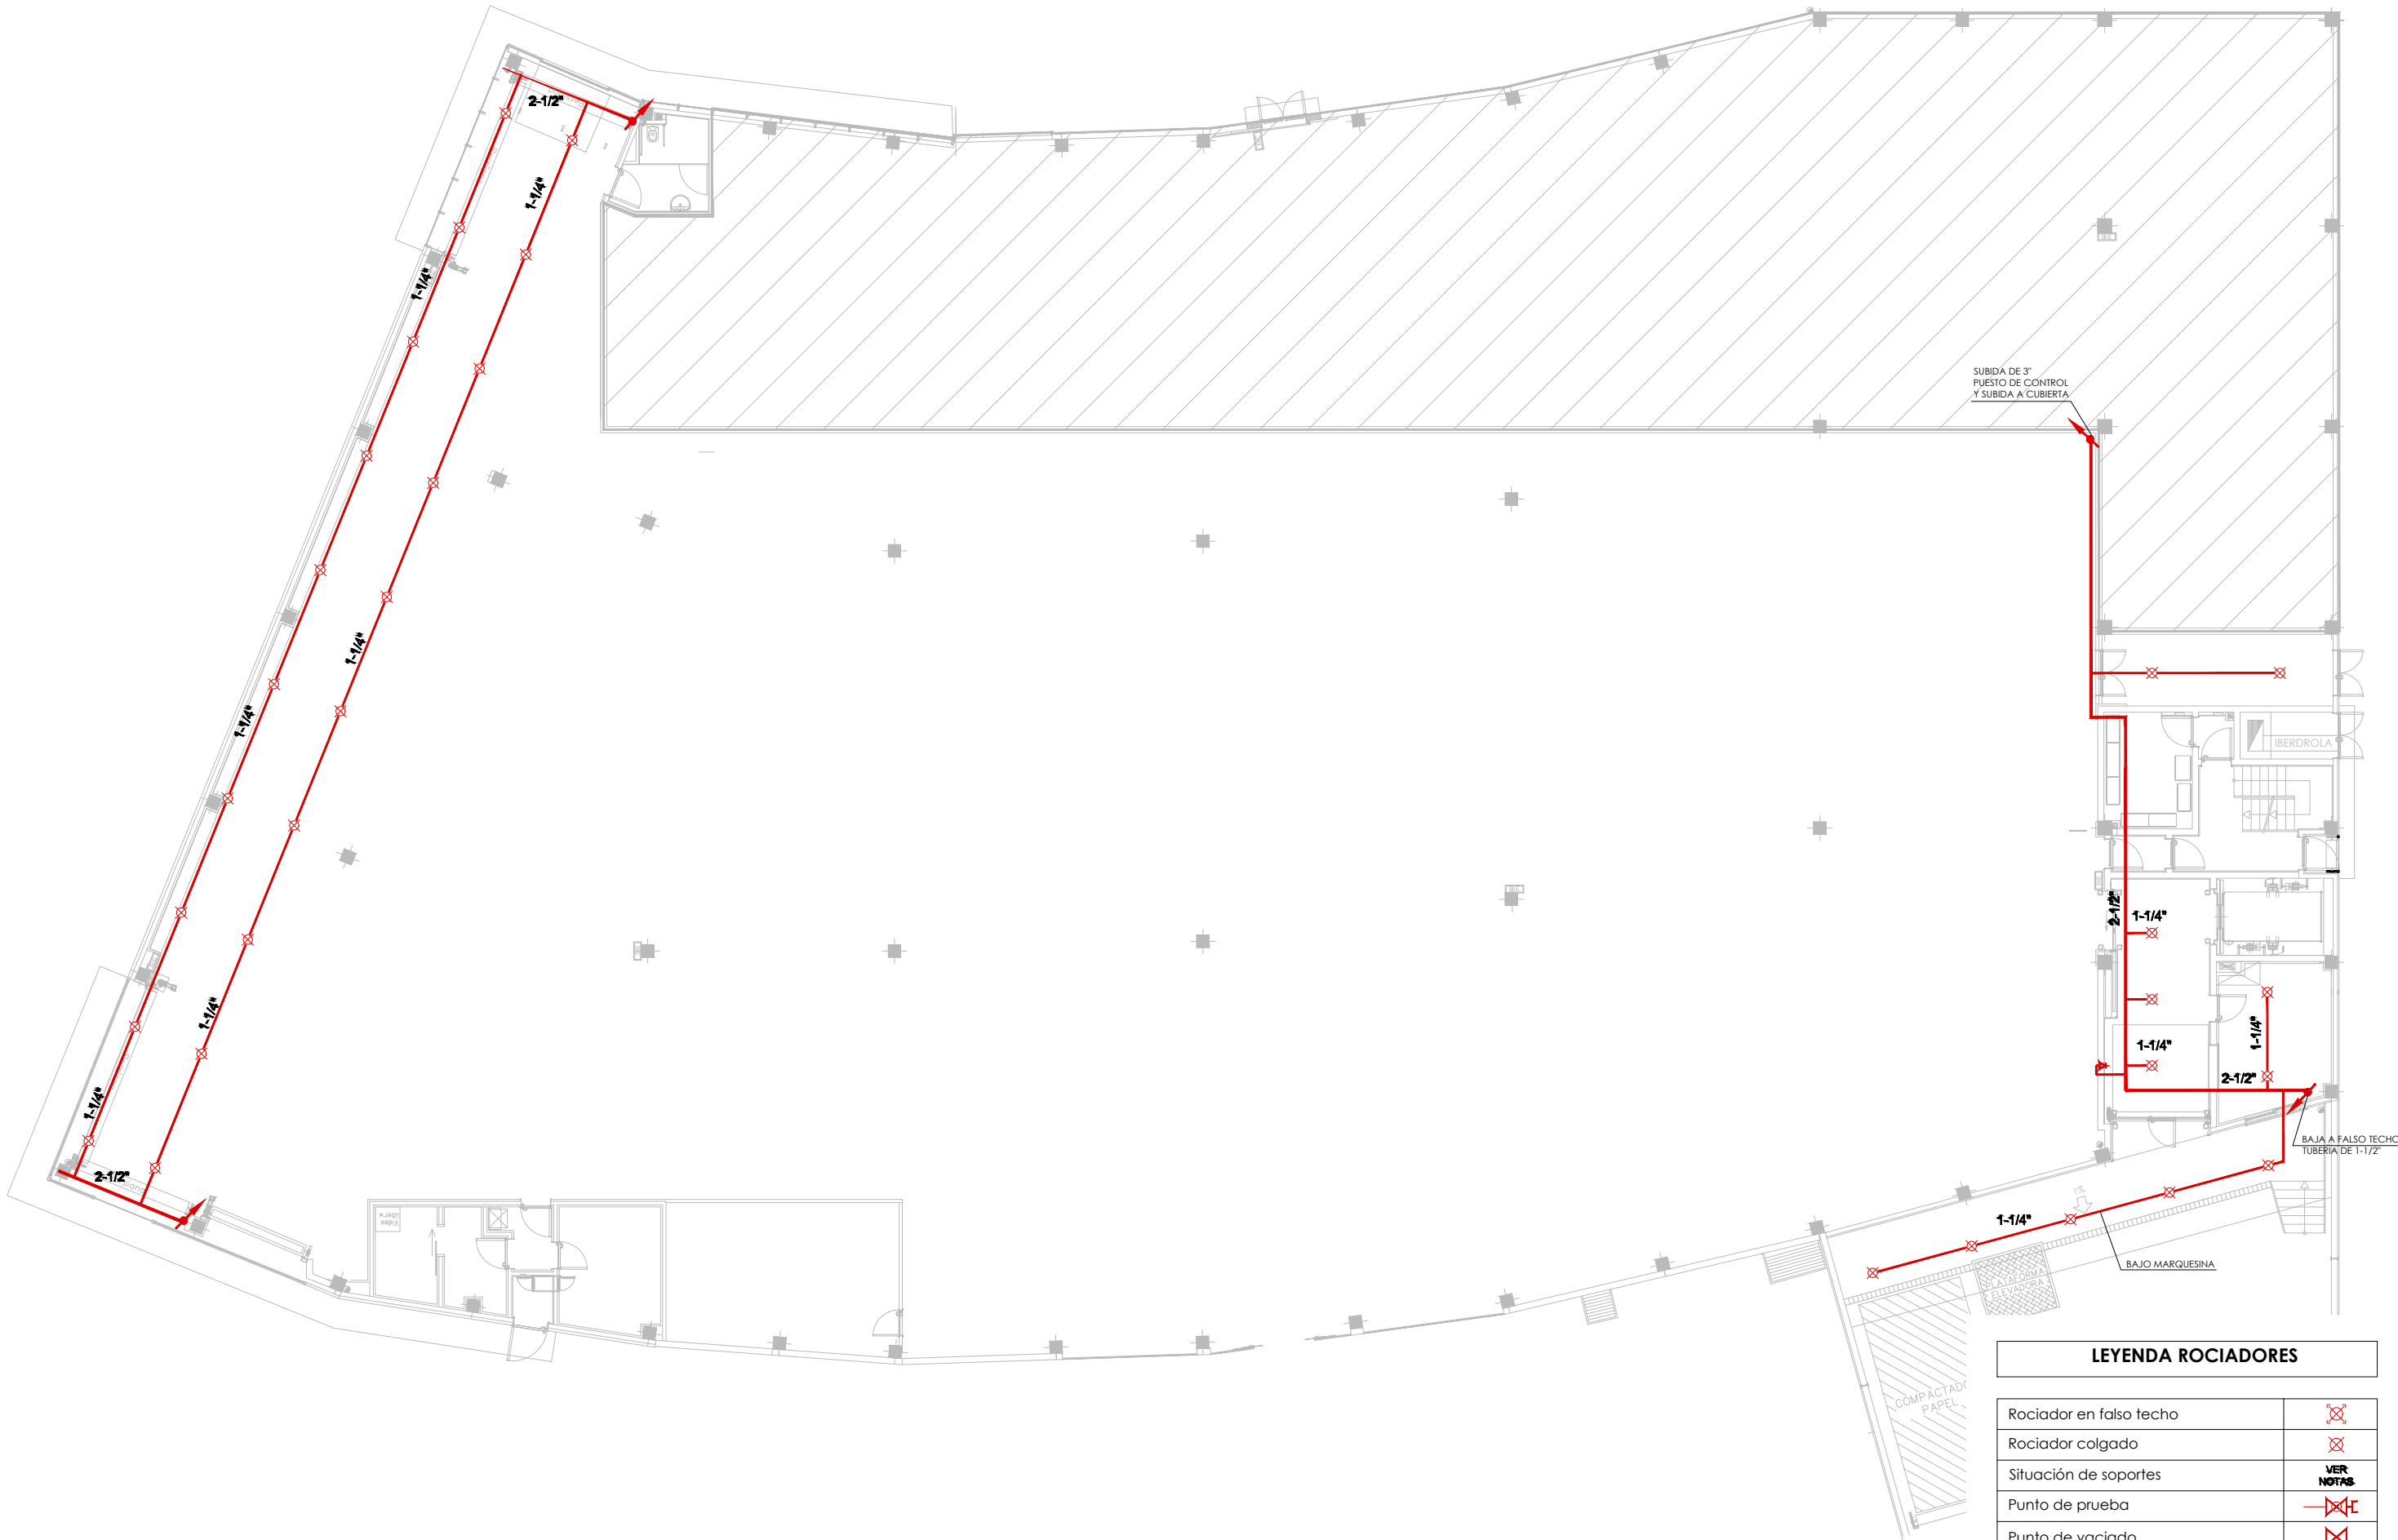 2-1/2"
1-1/4"
1-1/4"
SUBIDA DE 3"
PUESTO DE CONTROL
Y SUBIDA A CUBIERTA
1-1/4"
1-1/4"
IBERDROLA
2-1/2"
1-1/4"
1-1/4"
1-1/4"
1-1/4"
1-1/4"
2-1/2"
BAJA A FALSO TECHO
TUBERIA DE 1-1/2"
2-1/2"
1%
1-1/4"
Video
überw.
BAJO MARQUESINA
PLATAFORMA
ELEVADORA
LEYENDA ROCIADORES
COMPACTADO
PAPEL
Rociador en falso techo
Rociador colgado
Situación de soportes
VER
NOTAS
Punto de prueba
Punto de vaciado